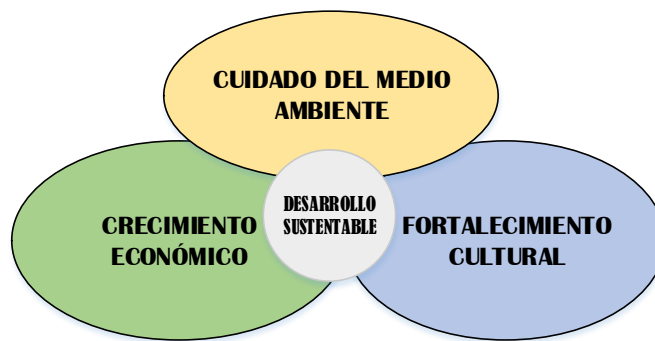 CUIDADO DEL MEDIO
AMBIENTE
DESARROLLO
SUSTENTABLE
CRECIMIENTO
ECONÓMICO
FORTALECIMIENTO
CULTURAL